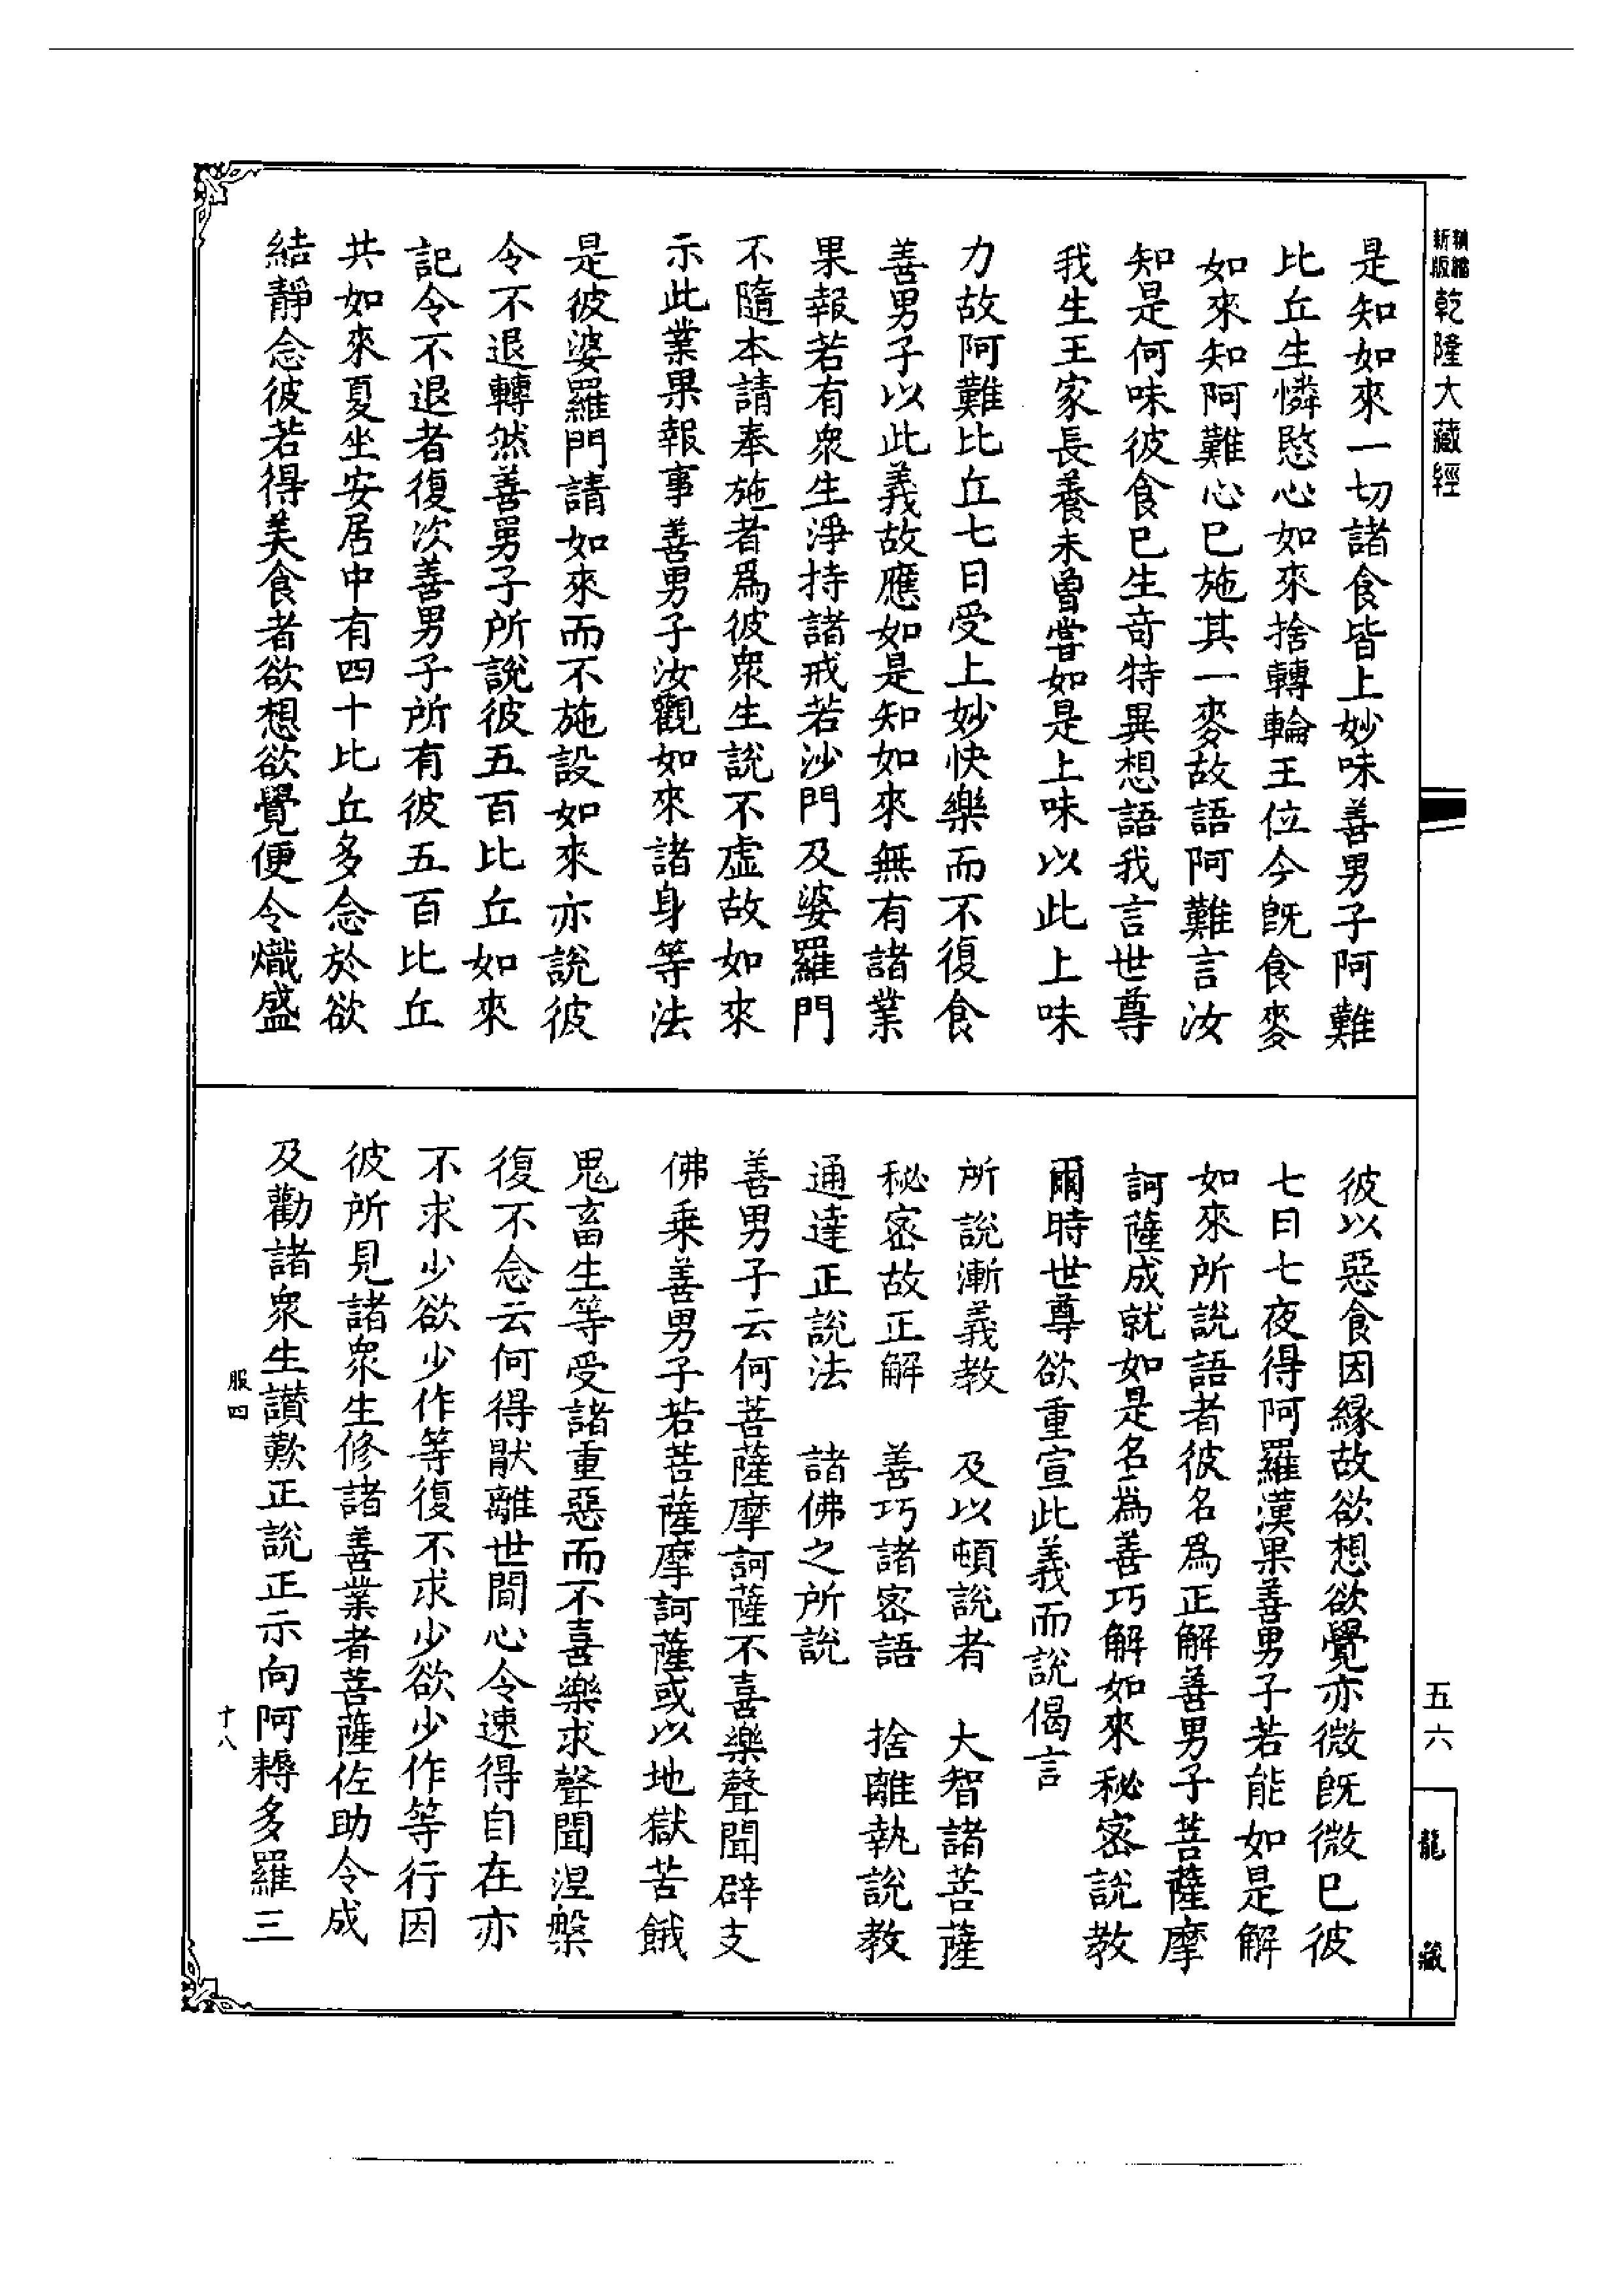 精縮新版乾隆大藏經
是知如來一切諸食皆上妙味善男子阿難
比丘生憐愍心如來捨轉輪王位今旣食麥
如來知阿難心已施其一麥故語阿難言汝
知是何味彼食已生奇特異想語我言世尊
我生王家長養未曾嘗如是上味以此上味
力故阿難比丘七日受上妙快樂而不復食
善男子以此義故應如是知如來無有諸業
果報若有衆生淨持諸戒若沙門及婆羅門
不隨本請奉施者爲彼衆生說不虛故如來
示此業果報事善男子汝觀如來諸身等法
是彼婆羅門請如來而不施設如來亦說彼
令不退轉然善男子所說彼五百比丘如來
記令不退者復次善男子所有彼五百比丘
共如來夏坐安居中有四十比丘多念於欲
結靜念彼若得美食者欲想欲覺便令熾盛
彼以惡食因緣故欲想欲覺亦微旣微已彼
七日七夜得阿羅漢果善男子若能如是解
如來所說語者彼名爲正解善男子菩薩摩
訶薩成就如是名爲善巧解如來秘密說教
爾時世尊欲重宣此義而說偈言
所說漸義教　及以頓說者　大智諸菩薩
秘密故正解　善巧諸密語　捨離執說教
通達正說法　諸佛之所說
善男子云何菩薩摩訶薩不喜樂聲聞辟支
佛乘善男子若菩薩摩訶薩或以地獄苦餓
鬼畜生等受諸重惡而不喜樂求聲聞涅槃
復不念云何得猒離世間心令速得自在亦
不求少欲少作等復不求少欲少作等行因
彼所見諸衆生修諸善業者菩薩佐助令成
及勸諸衆生讃歎正說正示向阿耨多羅三
服四
十八
五六
龍藏